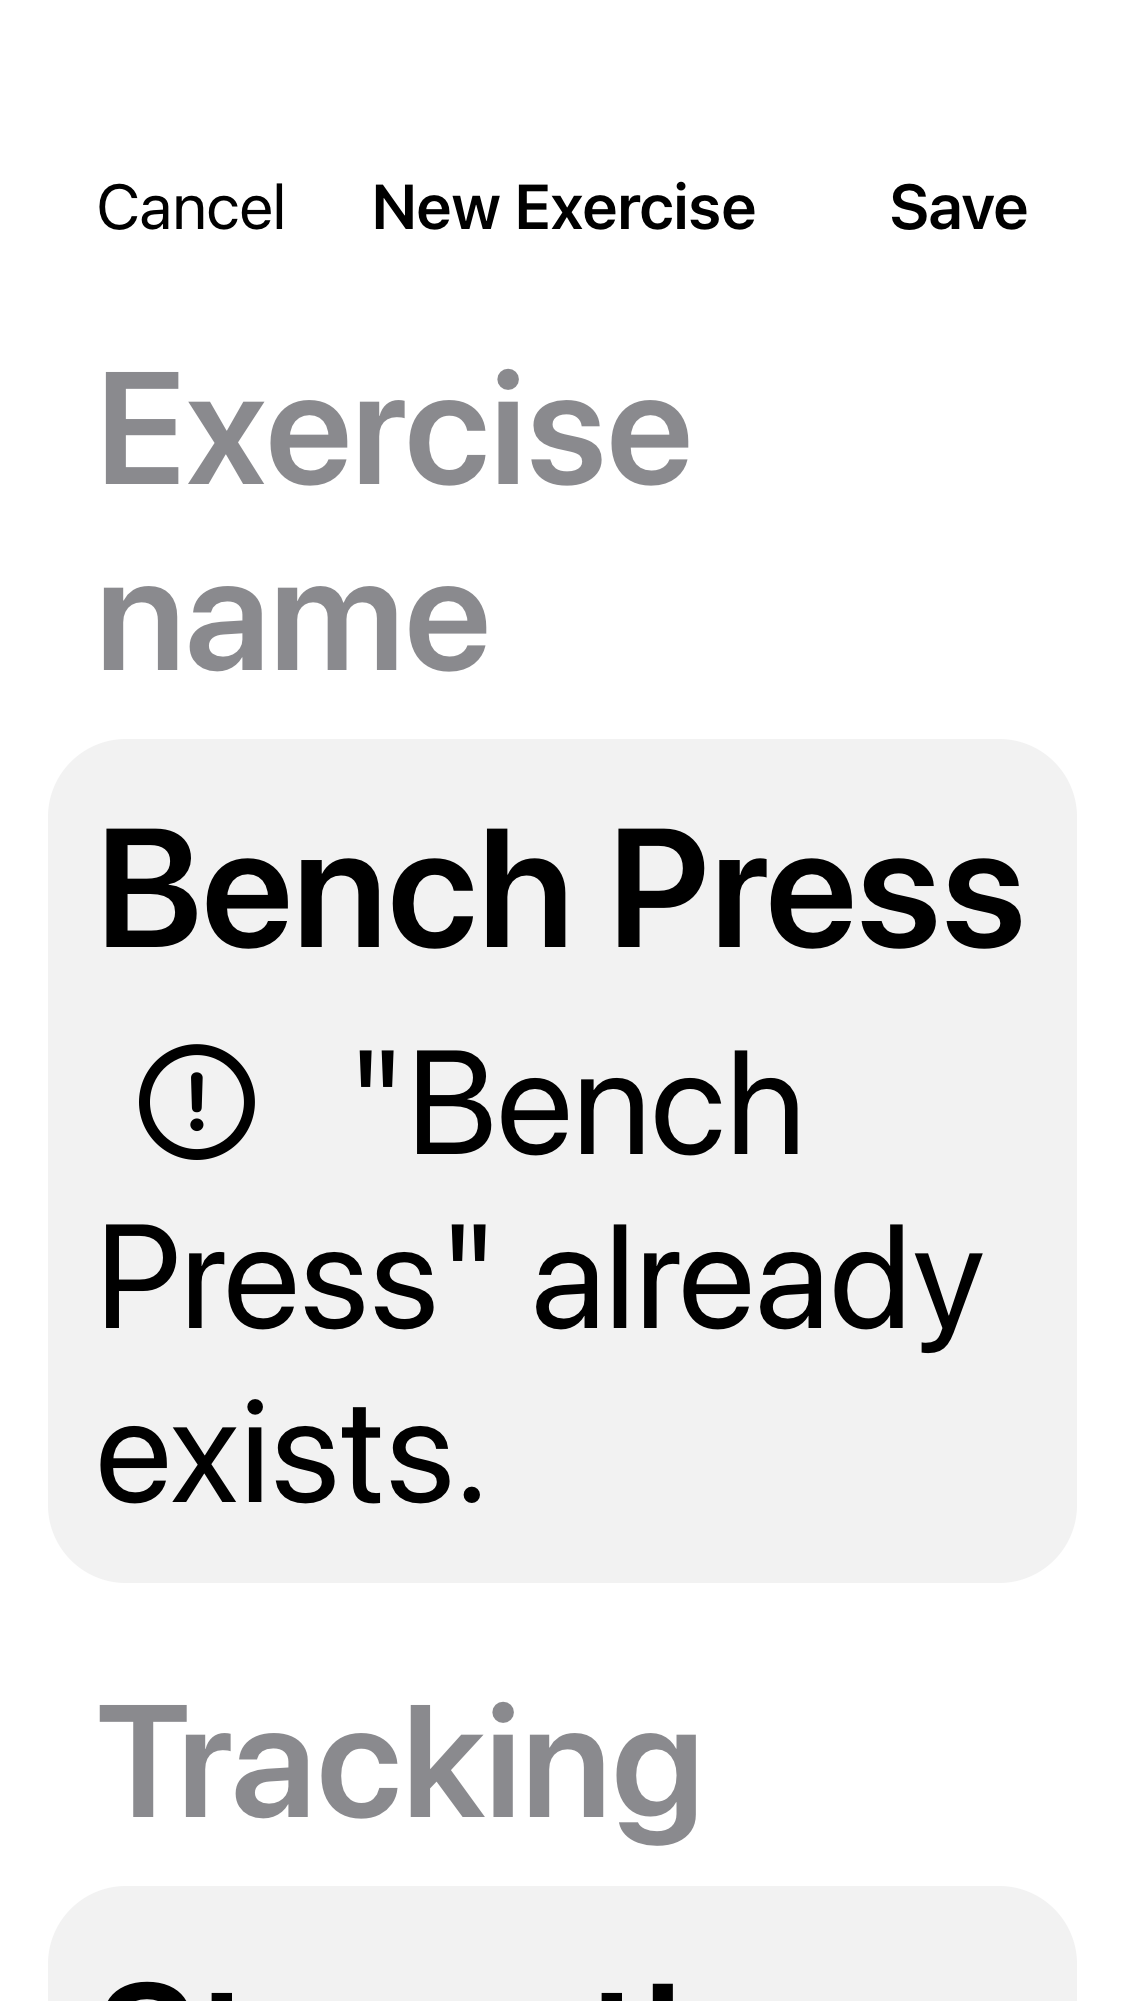 Cancel New Exercise Save
Exercise
name
Bench Press
"Bench
Press" already
exists.
Tracking